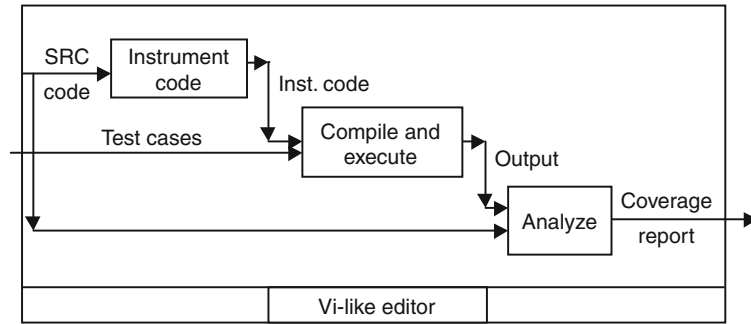 SRC
code
Instrument
code
Inst. code
Test cases
Compile and
execute
Output
Analyze
Coverage
report
Vi-like editor